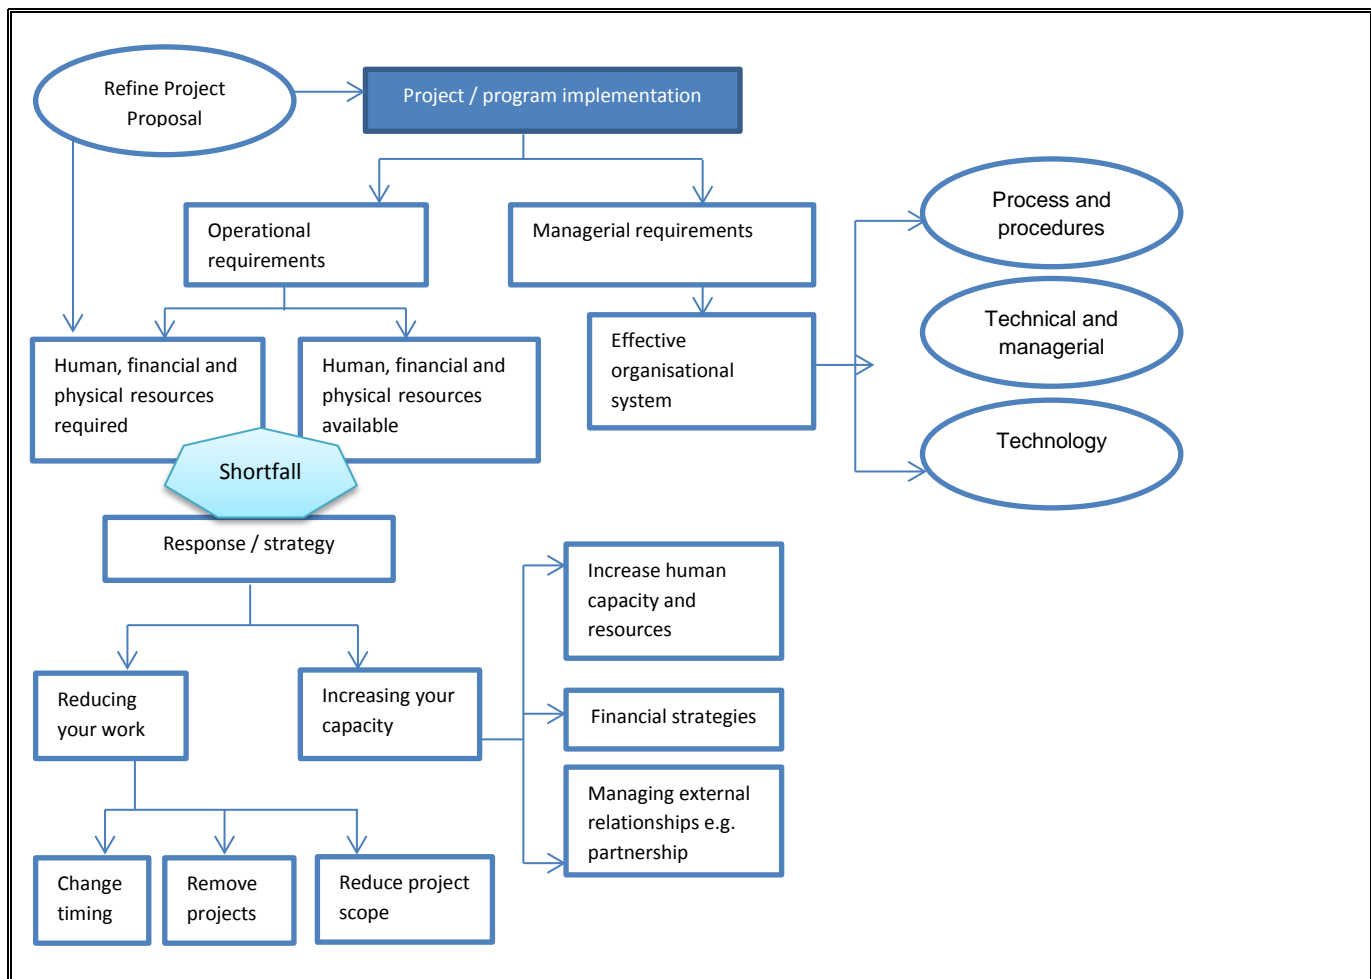 Refine Project
Proposal
Project / program implementation
Operational
requirements
Managerial requirements
Process and
procedures
Human, financial and
physical resources
required
Human, financial and
physical resources
available
Effective
organisational
system
Technical and
managerial
Technology
Shortfall
Response / strategy
Reducing
your work
Increasing your
capacity
Increase human
capacity and
resources
Financial strategies
Managing external
relationships e.g.
partnership
Change
timing
Remove
projects
Reduce project
scope